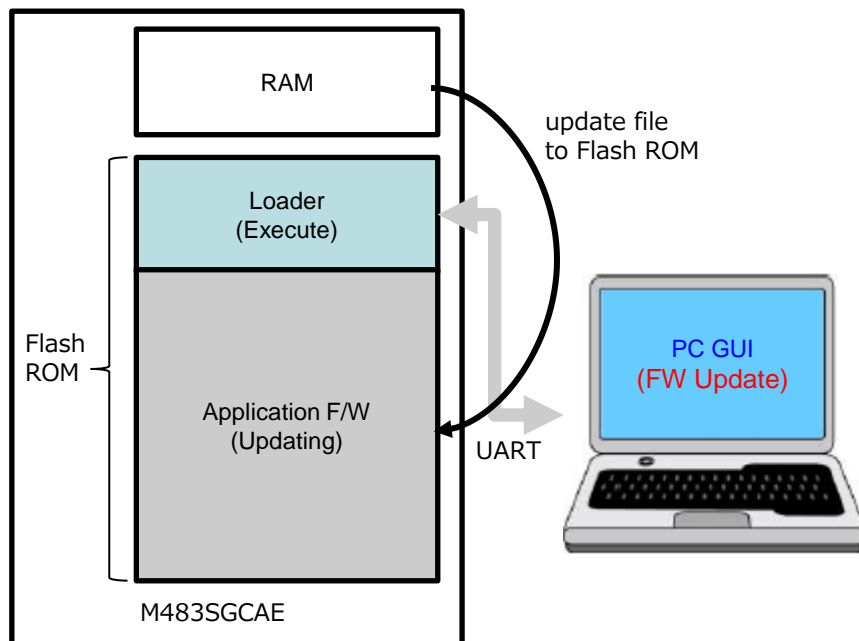 RAM
update file
to Flash ROM
Loader
(Execute)
Flash
ROM
PC GUI
(FW Update)
Application F/W
(Updating)
UART
M483SGCAE